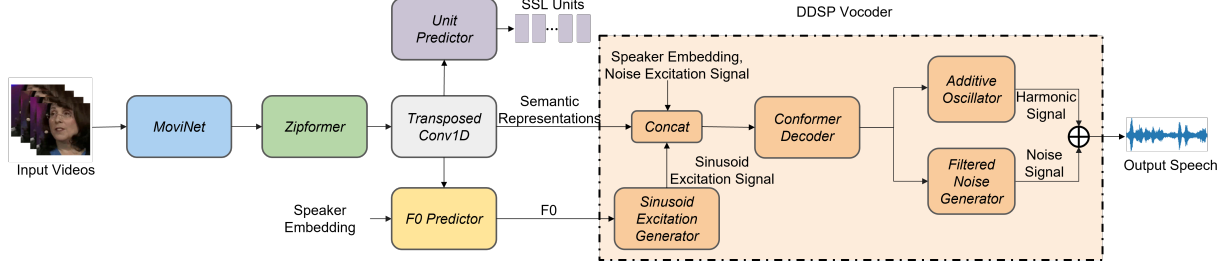 SSL Units
DDSP Vocoder
Unit
Predictor
Speaker Embedding,
Noise Excitation Signal
Additive
Oscillator
Harmonic
Signal
MoviNet
Zipformer
Transposed
Conv1D
Semantic
Representations
Concat
Conformer
Decoder
Input Videos
Sinusoid
Excitation Signal
Filtered
Noise
Generator
Noise
Signal
Output Speech
Speaker
Embedding
F0 Predictor
F0
Sinusoid
Excitation
Generator